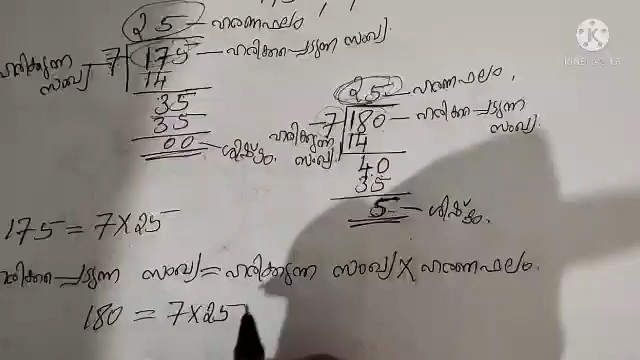 25 — ഹരണഫലം
ഹരിക്കുന്ന സംഖ്യ — 7 175 — ഹരിക്കപ്പെടുന്ന സംഖ്യ
14
35
35
00 — ശിഷ്ടം.
25 — ഹരണഫലം.
ഹരിക്കുന്ന സംഖ്യ — 7 180 — ഹരിക്കപ്പെടുന്ന സംഖ്യ.
14
40
35
5 — ശിഷ്ടം.
175 = 7 × 25
ഹരിക്കപ്പെടുന്ന സംഖ്യ = ഹരിക്കുന്ന സംഖ്യ × ഹരണഫലം.
180 = 7 × 25
K